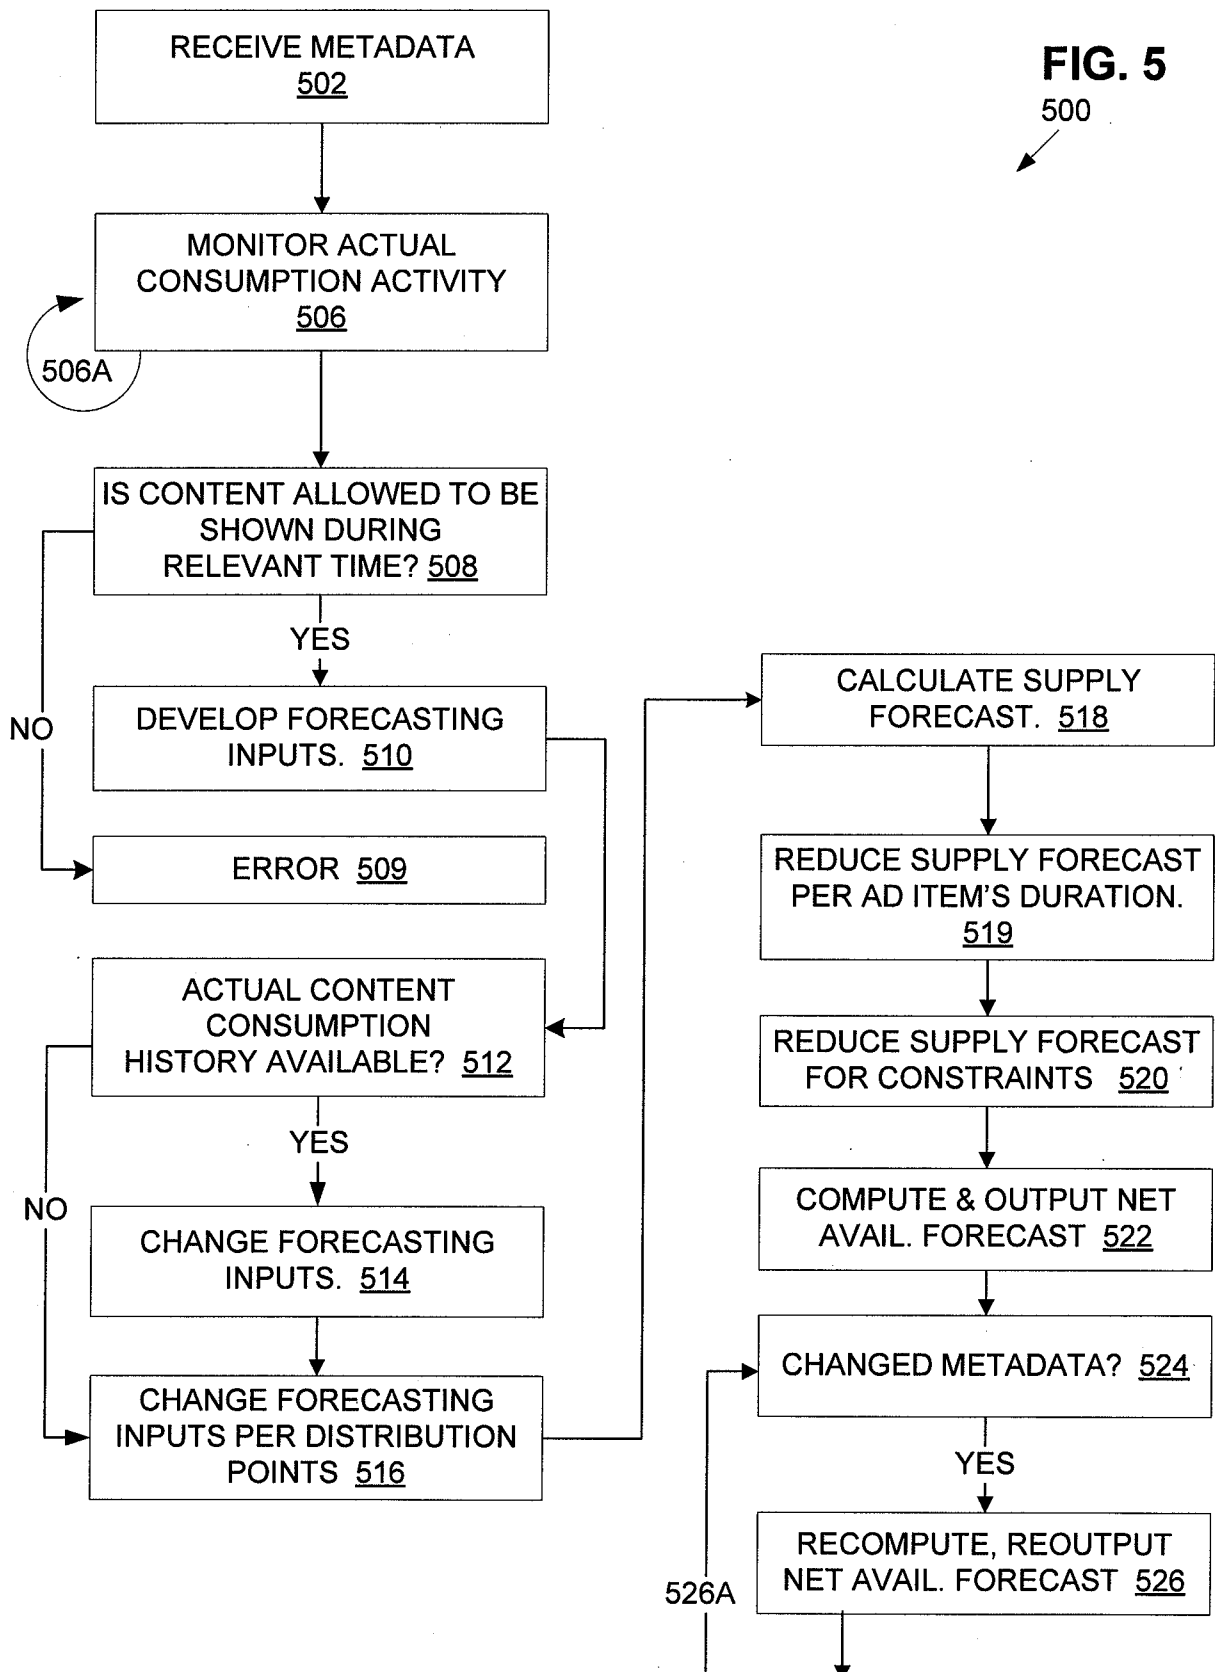 RECEIVE METADATA
502
FIG. 5
500
MONITOR ACTUAL
CONSUMPTION ACTIVITY
506
506A
IS CONTENT ALLOWED TO BE
SHOWN DURING
RELEVANT TIME? 508
YES
NO
DEVELOP FORECASTING
INPUTS. 510
ERROR 509
ACTUAL CONTENT
CONSUMPTION
HISTORY AVAILABLE? 512
YES
NO
CHANGE FORECASTING
INPUTS. 514
CHANGE FORECASTING
INPUTS PER DISTRIBUTION
POINTS 516
CALCULATE SUPPLY
FORECAST. 518
REDUCE SUPPLY FORECAST
PER AD ITEM'S DURATION.
519
REDUCE SUPPLY FORECAST
FOR CONSTRAINTS 520
COMPUTE & OUTPUT NET
AVAIL. FORECAST 522
CHANGED METADATA? 524
YES
RECOMPUTE, REOUTPUT
NET AVAIL. FORECAST 526
526A